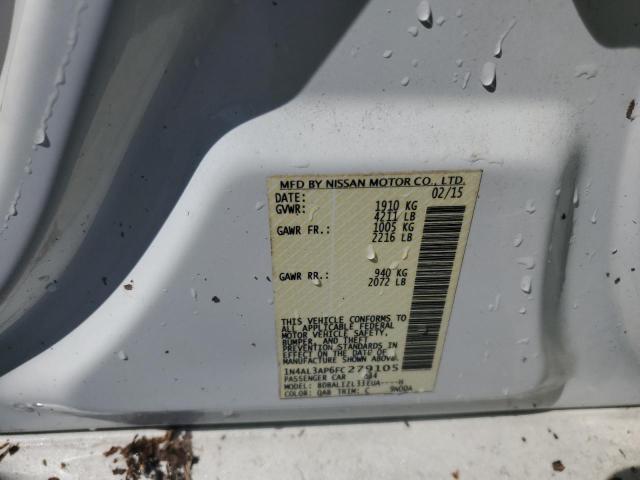 MFD BY NISSAN MOTOR CO., LTD.
DATE: 02/15
GVWR: 1910 KG
4211 LB
GAWR FR: 1005 KG
2216 LB
GAWR RR: 940 KG
2072 LB
THIS VEHICLE CONFORMS TO
ALL APPLICABLE FEDERAL
MOTOR VEHICLE SAFETY,
BUMPER, AND THEFT
PREVENTION STANDARDS IN
EFFECT ON THE DATE OF
MANUFACTURE SHOWN ABOVE.
1N4AL3AP6FC279105
PASSENGER CAR
MODEL: BDBALIZL33EUA----H
COLOR: QAB TRIM: C